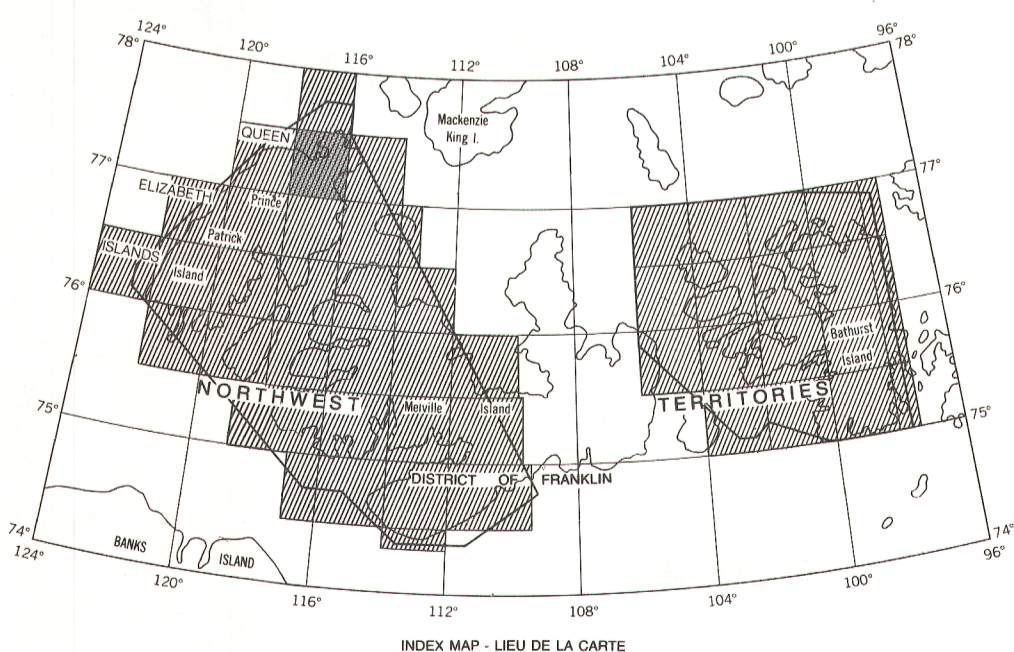 124° 120° 116° 112° 108° 104° 100° 96°
78° 78°
Mackenzie
King I.
QUEEN
77° 77°
ELIZABETH Prince
Patrick
ISLANDS Island
76° 76°
Bathurst
Island
NORTHWEST TERRITORIES
Melville Island
75° 75°
DISTRICT OF FRANKLIN
74° 74°
BANKS ISLAND
124° 120° 116° 112° 108° 104° 100° 96°
INDEX MAP - LIEU DE LA CARTE